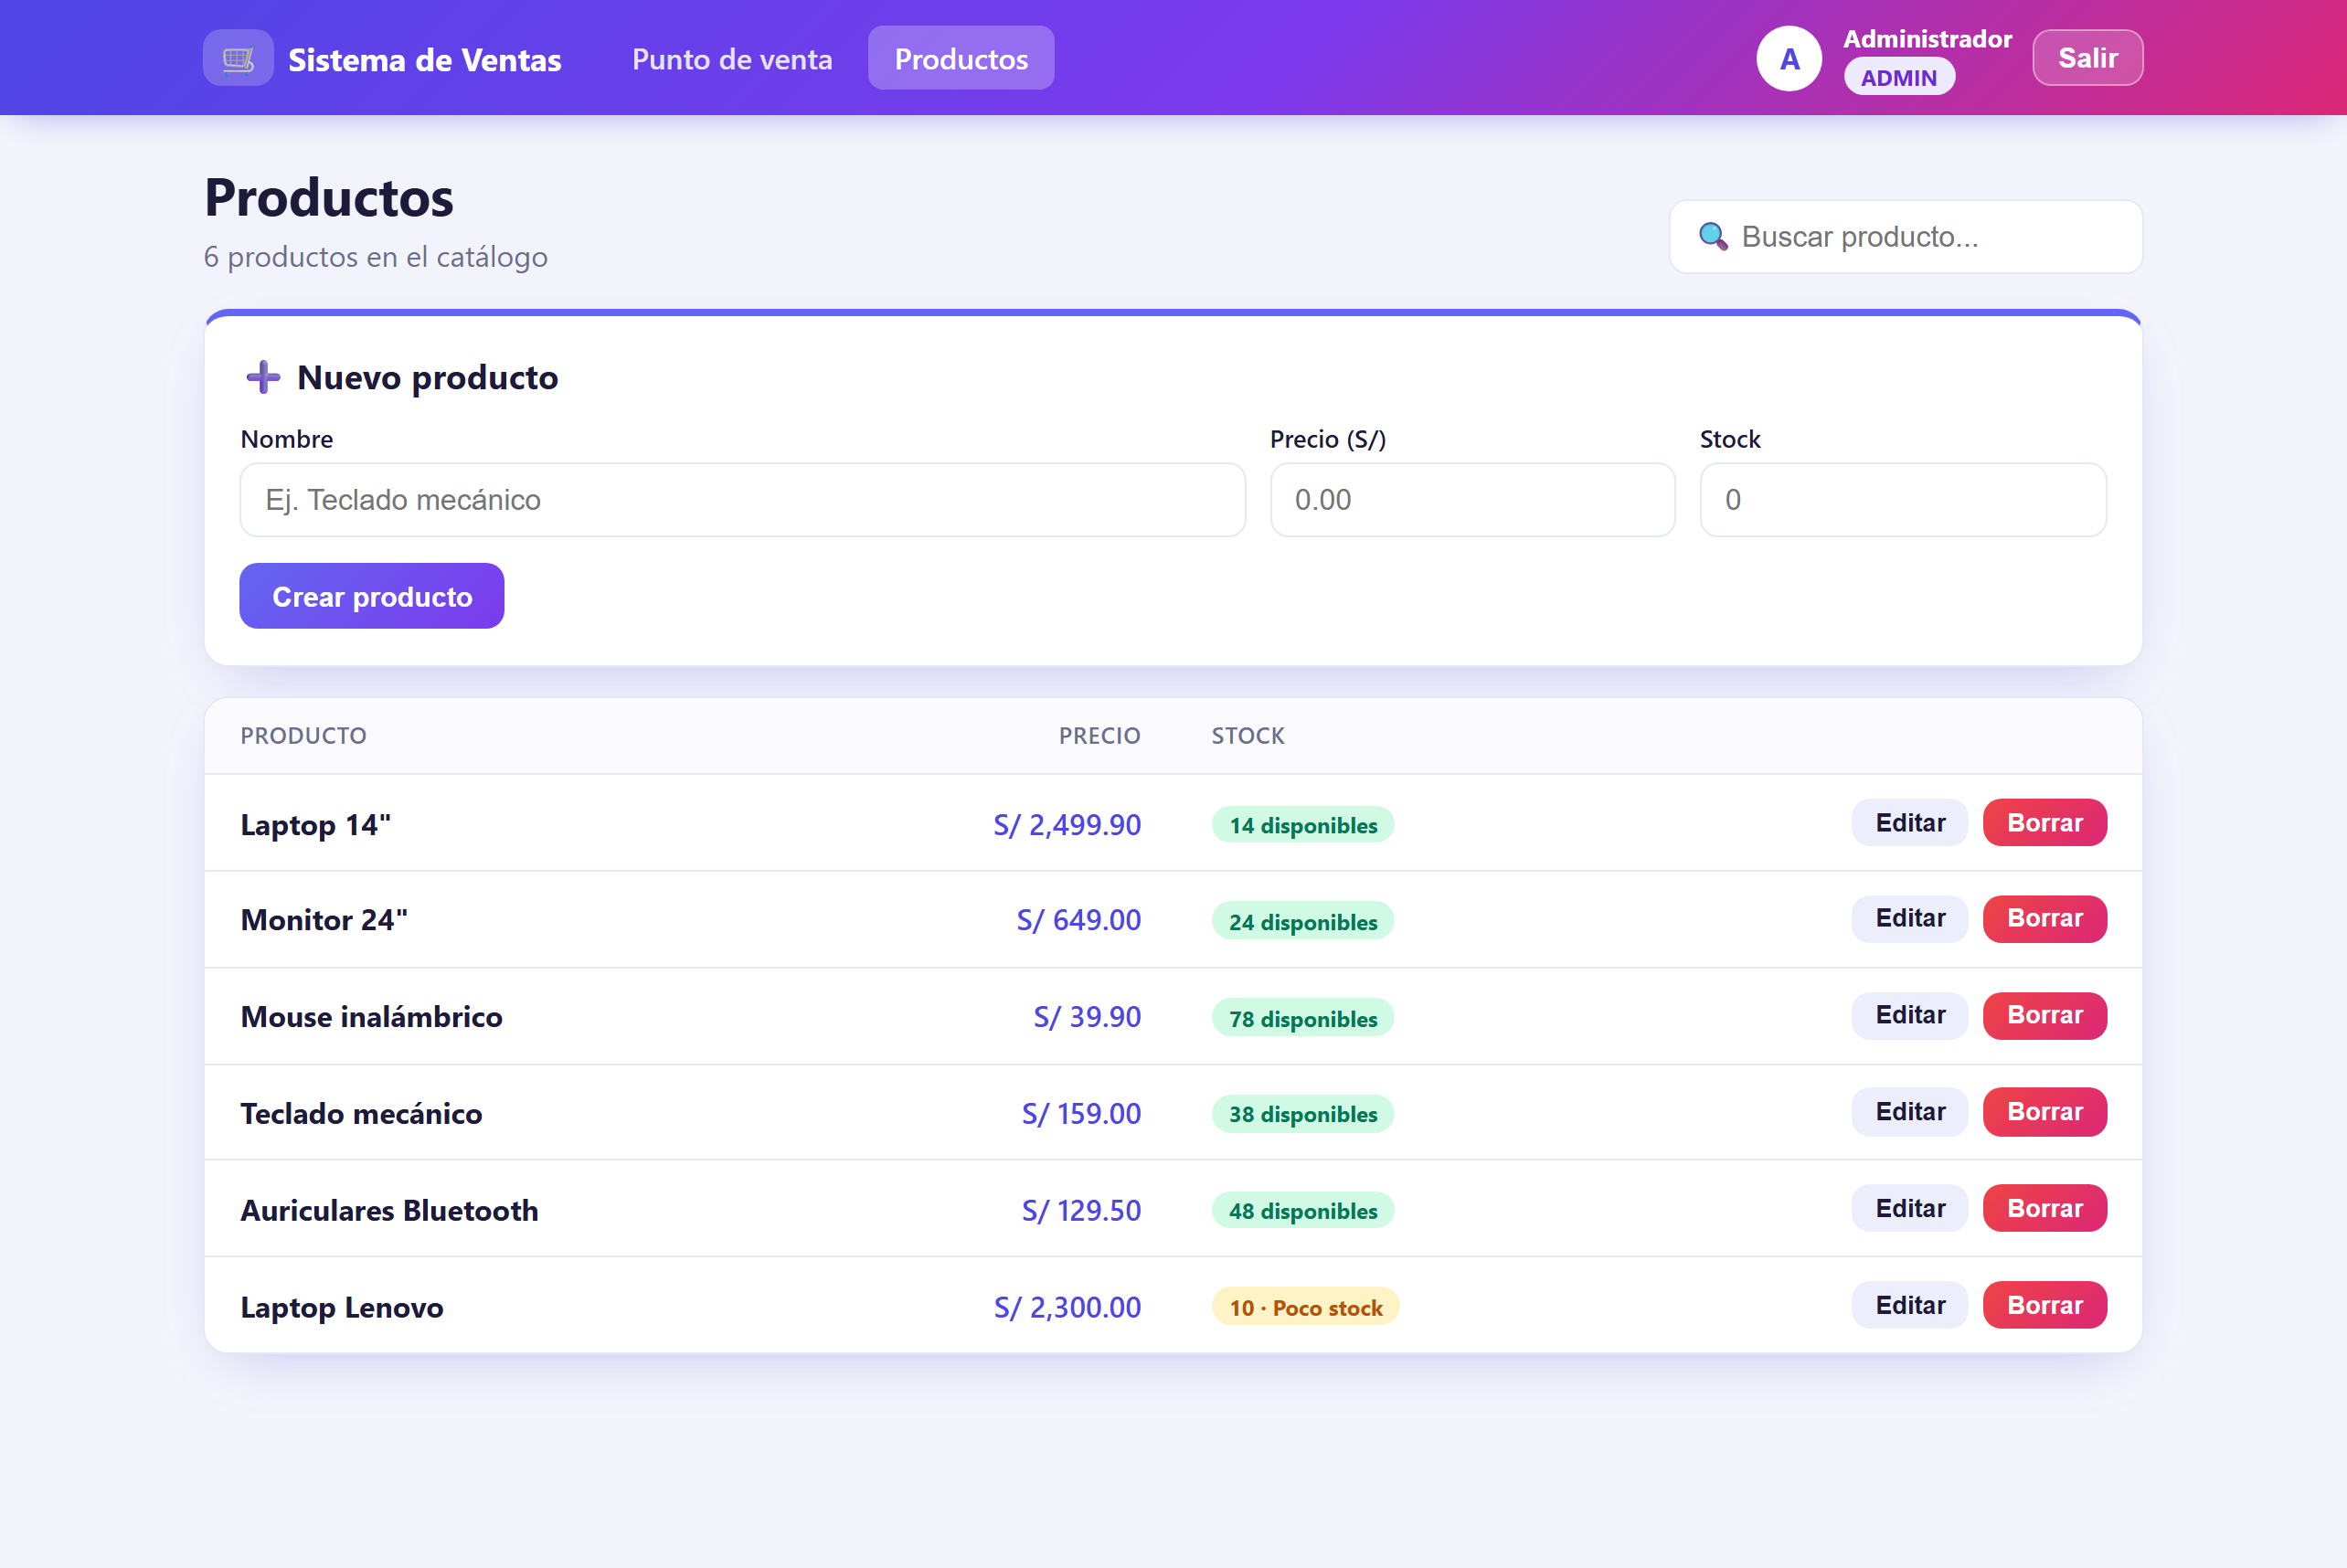 Sistema de Ventas
Punto de venta
Productos
A
Administrador
ADMIN
Salir
Productos
6 productos en el catálogo
Buscar producto...
Nuevo producto
Nombre
Precio (S/)
Stock
Ej. Teclado mecánico
0.00
0
Crear producto
PRODUCTO PRECIO STOCK
Laptop 14" S/ 2,499.90 14 disponibles Editar Borrar
Monitor 24" S/ 649.00 24 disponibles Editar Borrar
Mouse inalámbrico S/ 39.90 78 disponibles Editar Borrar
Teclado mecánico S/ 159.00 38 disponibles Editar Borrar
Auriculares Bluetooth S/ 129.50 48 disponibles Editar Borrar
Laptop Lenovo S/ 2,300.00 10 · Poco stock Editar Borrar